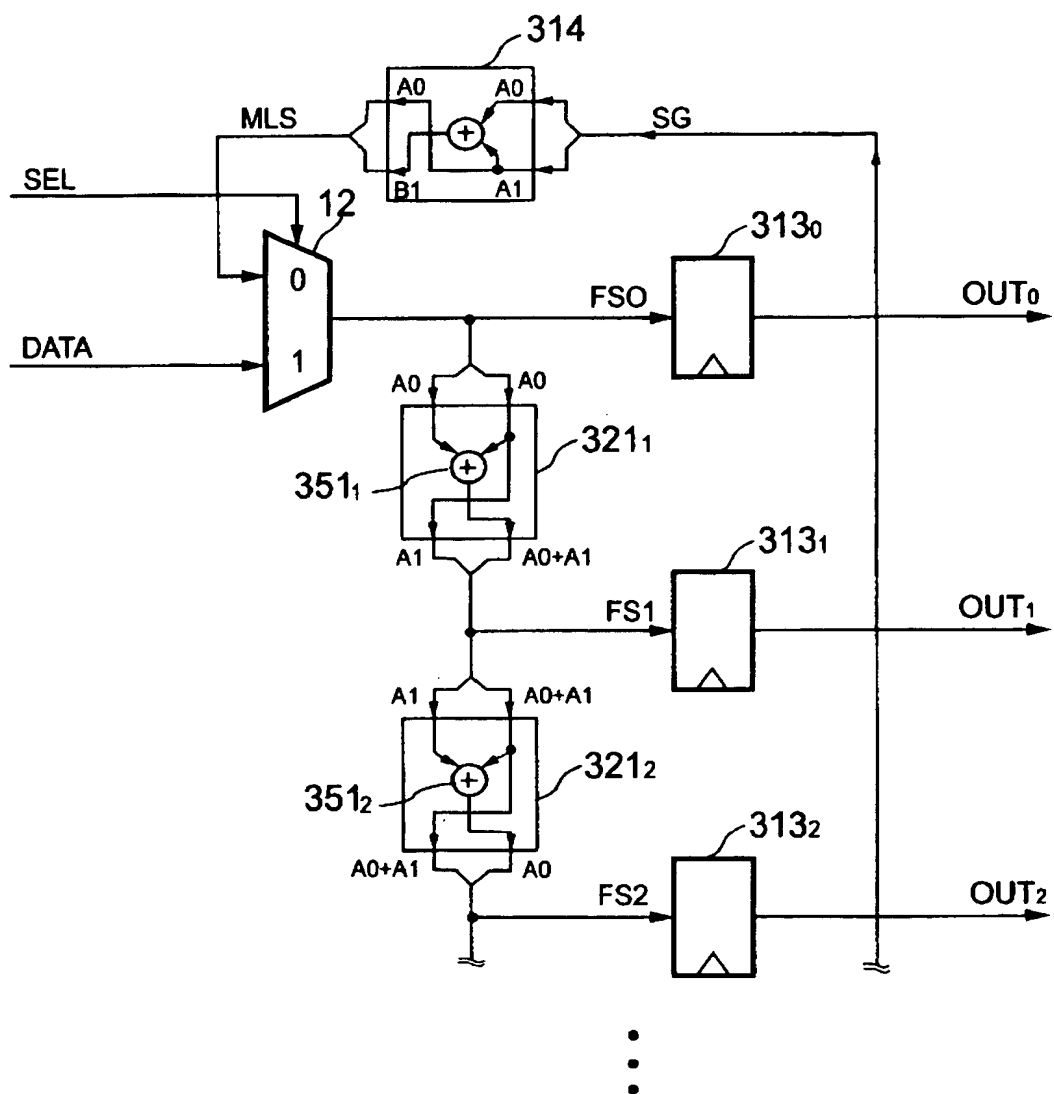 314
A0 A0
MLS SG
+
B1 A1
SEL
12
0
313₀
FSO OUT₀
DATA
1
A0 A0
321₁
+
351₁
A1 A0+A1
313₁
FS1 OUT₁
A1 A0+A1
321₂
+
351₂
313₂
A0+A1 A0
FS2 OUT₂